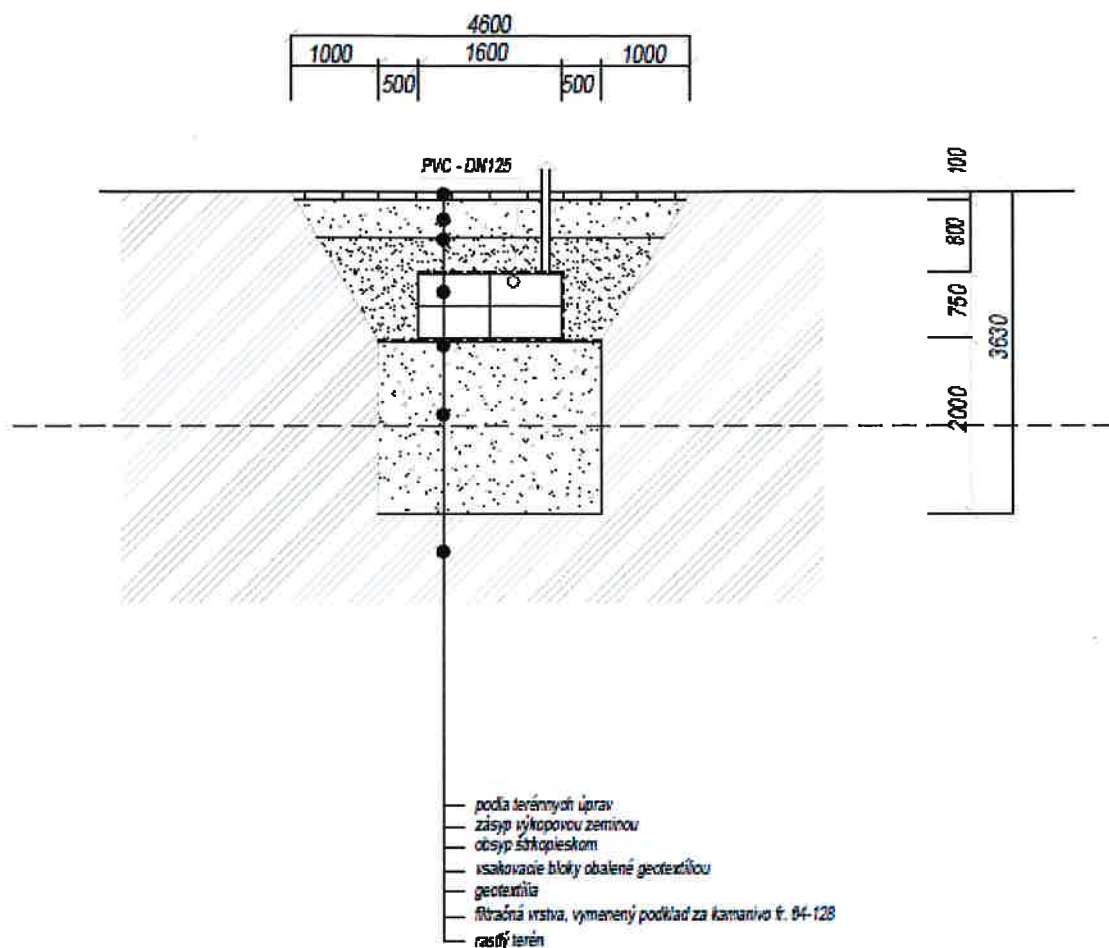 4600
1000 1600 1000
500 500
PVC - DN125
100
800
750
3630
2000
podľa terénnych úprav
zásyp výkopovou zeminou
obsyp štrkopieskom
vsakovacie bloky obalené geotextíliou
geotextília
filtračná vrstva, vymenený podklad za kamanivo fr. 64-128
rastlý terén